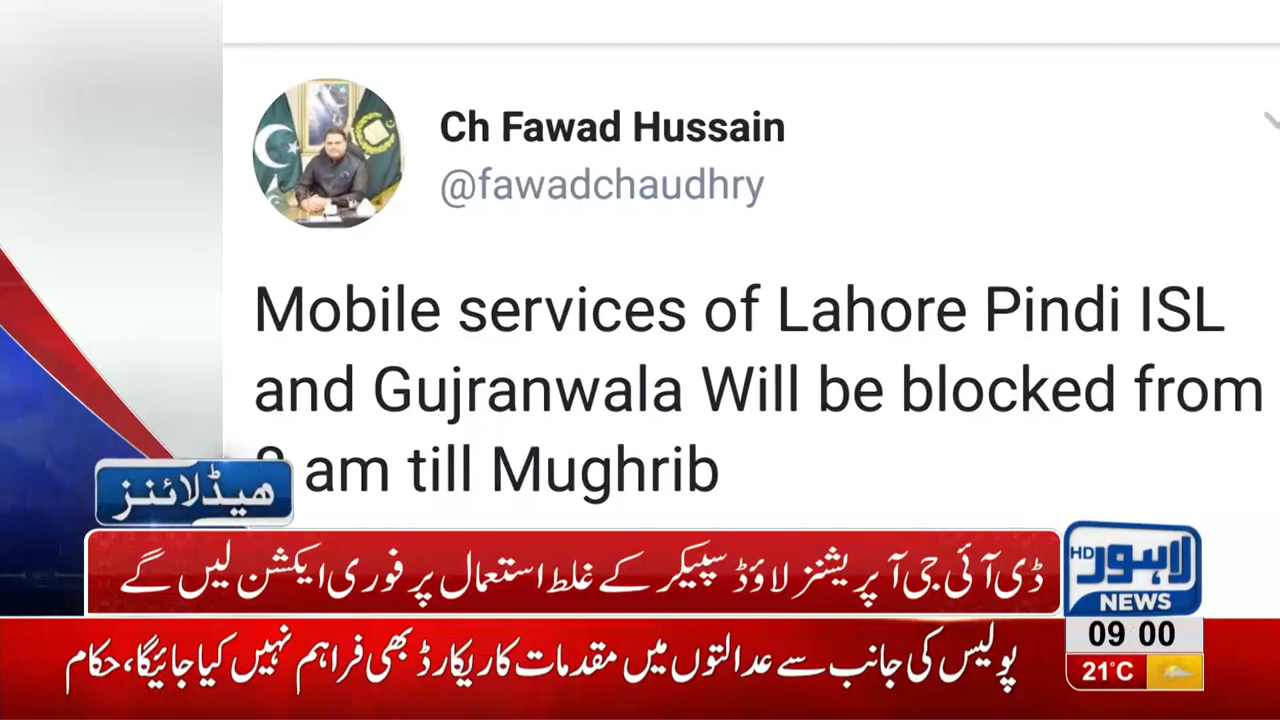 Ch Fawad Hussain
@fawadchaudhry
Mobile services of Lahore Pindi ISL
and Gujranwala Will be blocked from
am till Mughrib
ھیڈلائنز
ڈی آئی جی آپریشنز لاؤڈ سپیکر کے غلط استعمال پر فوری ایکشن لیں گے
HD لاہور
NEWS
09 00
21°C
پولیس کی جانب سے عدالتوں میں مقدمات کا ریکارڈ بھی فراہم نہیں کیا جائیگا، حکام